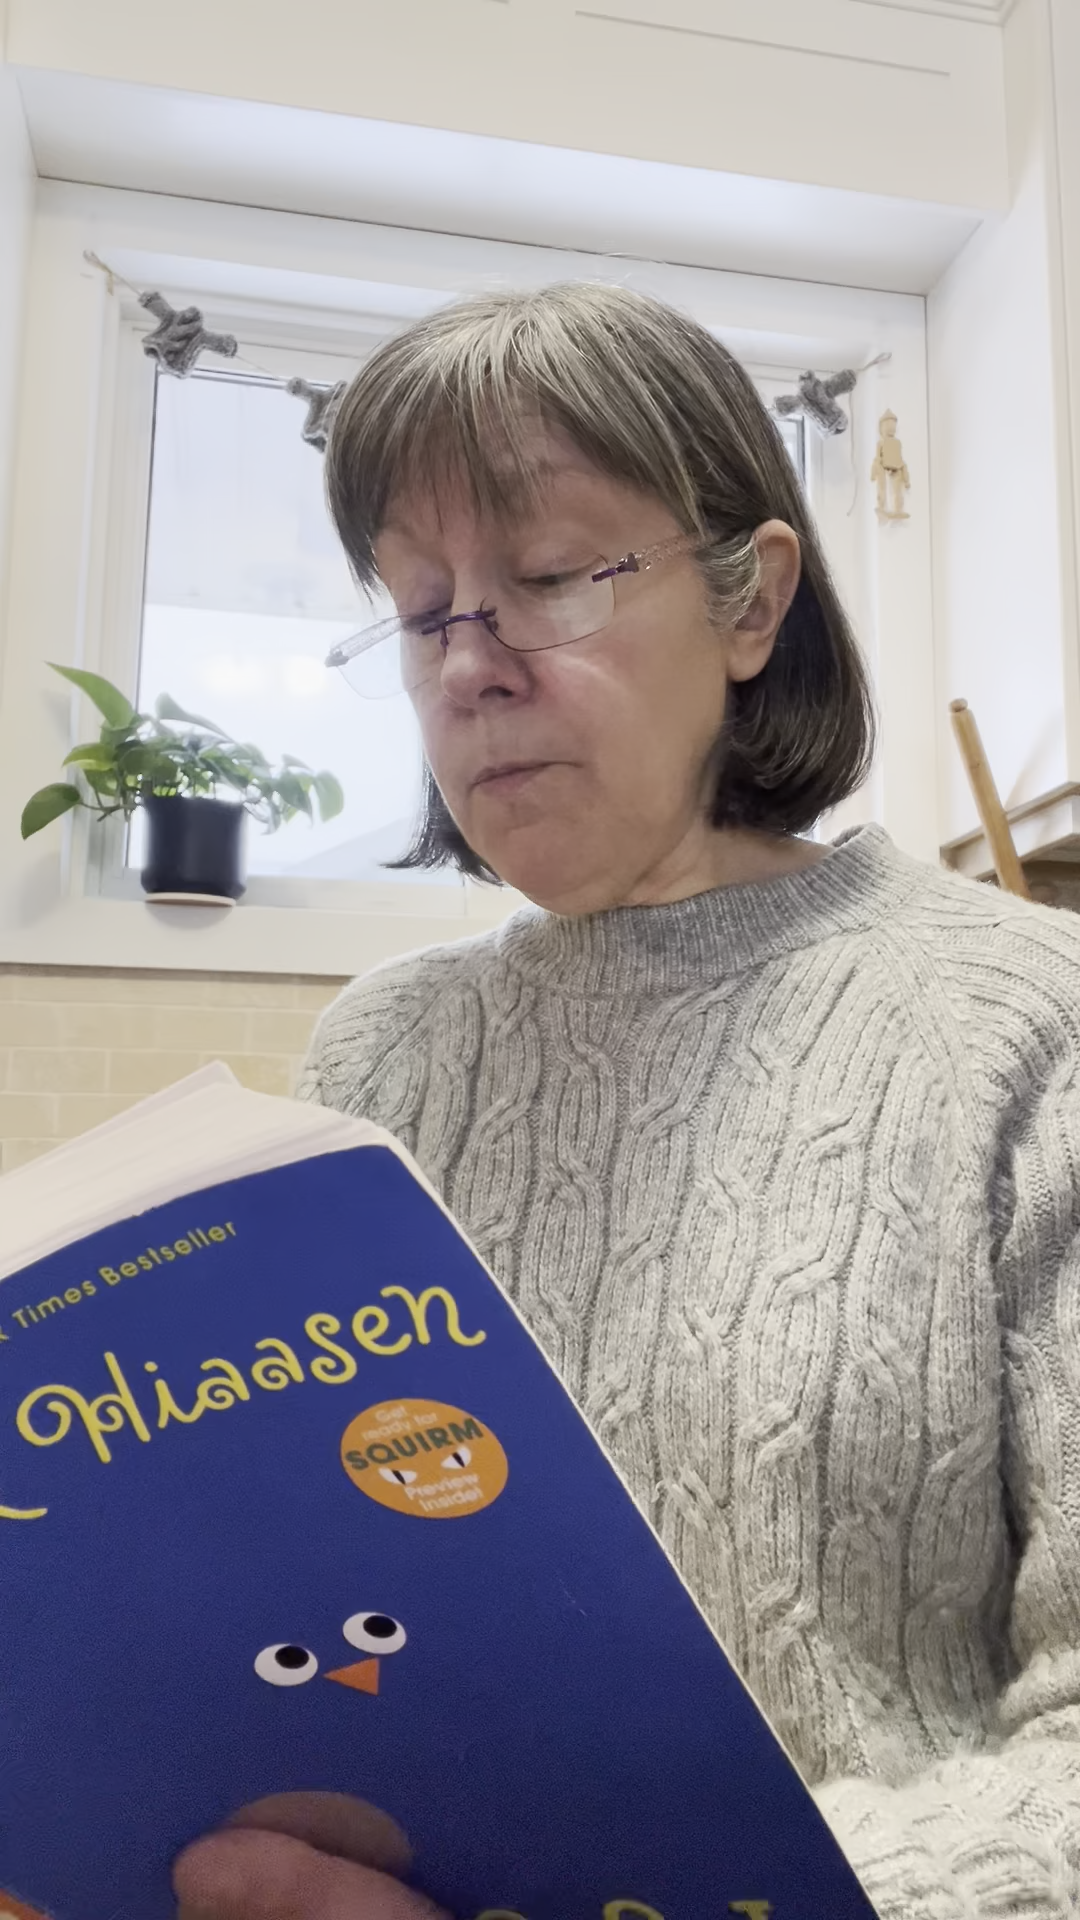 Times Bestseller
Hiaasen
Get
ready for
SQUIRM
Preview
Inside!